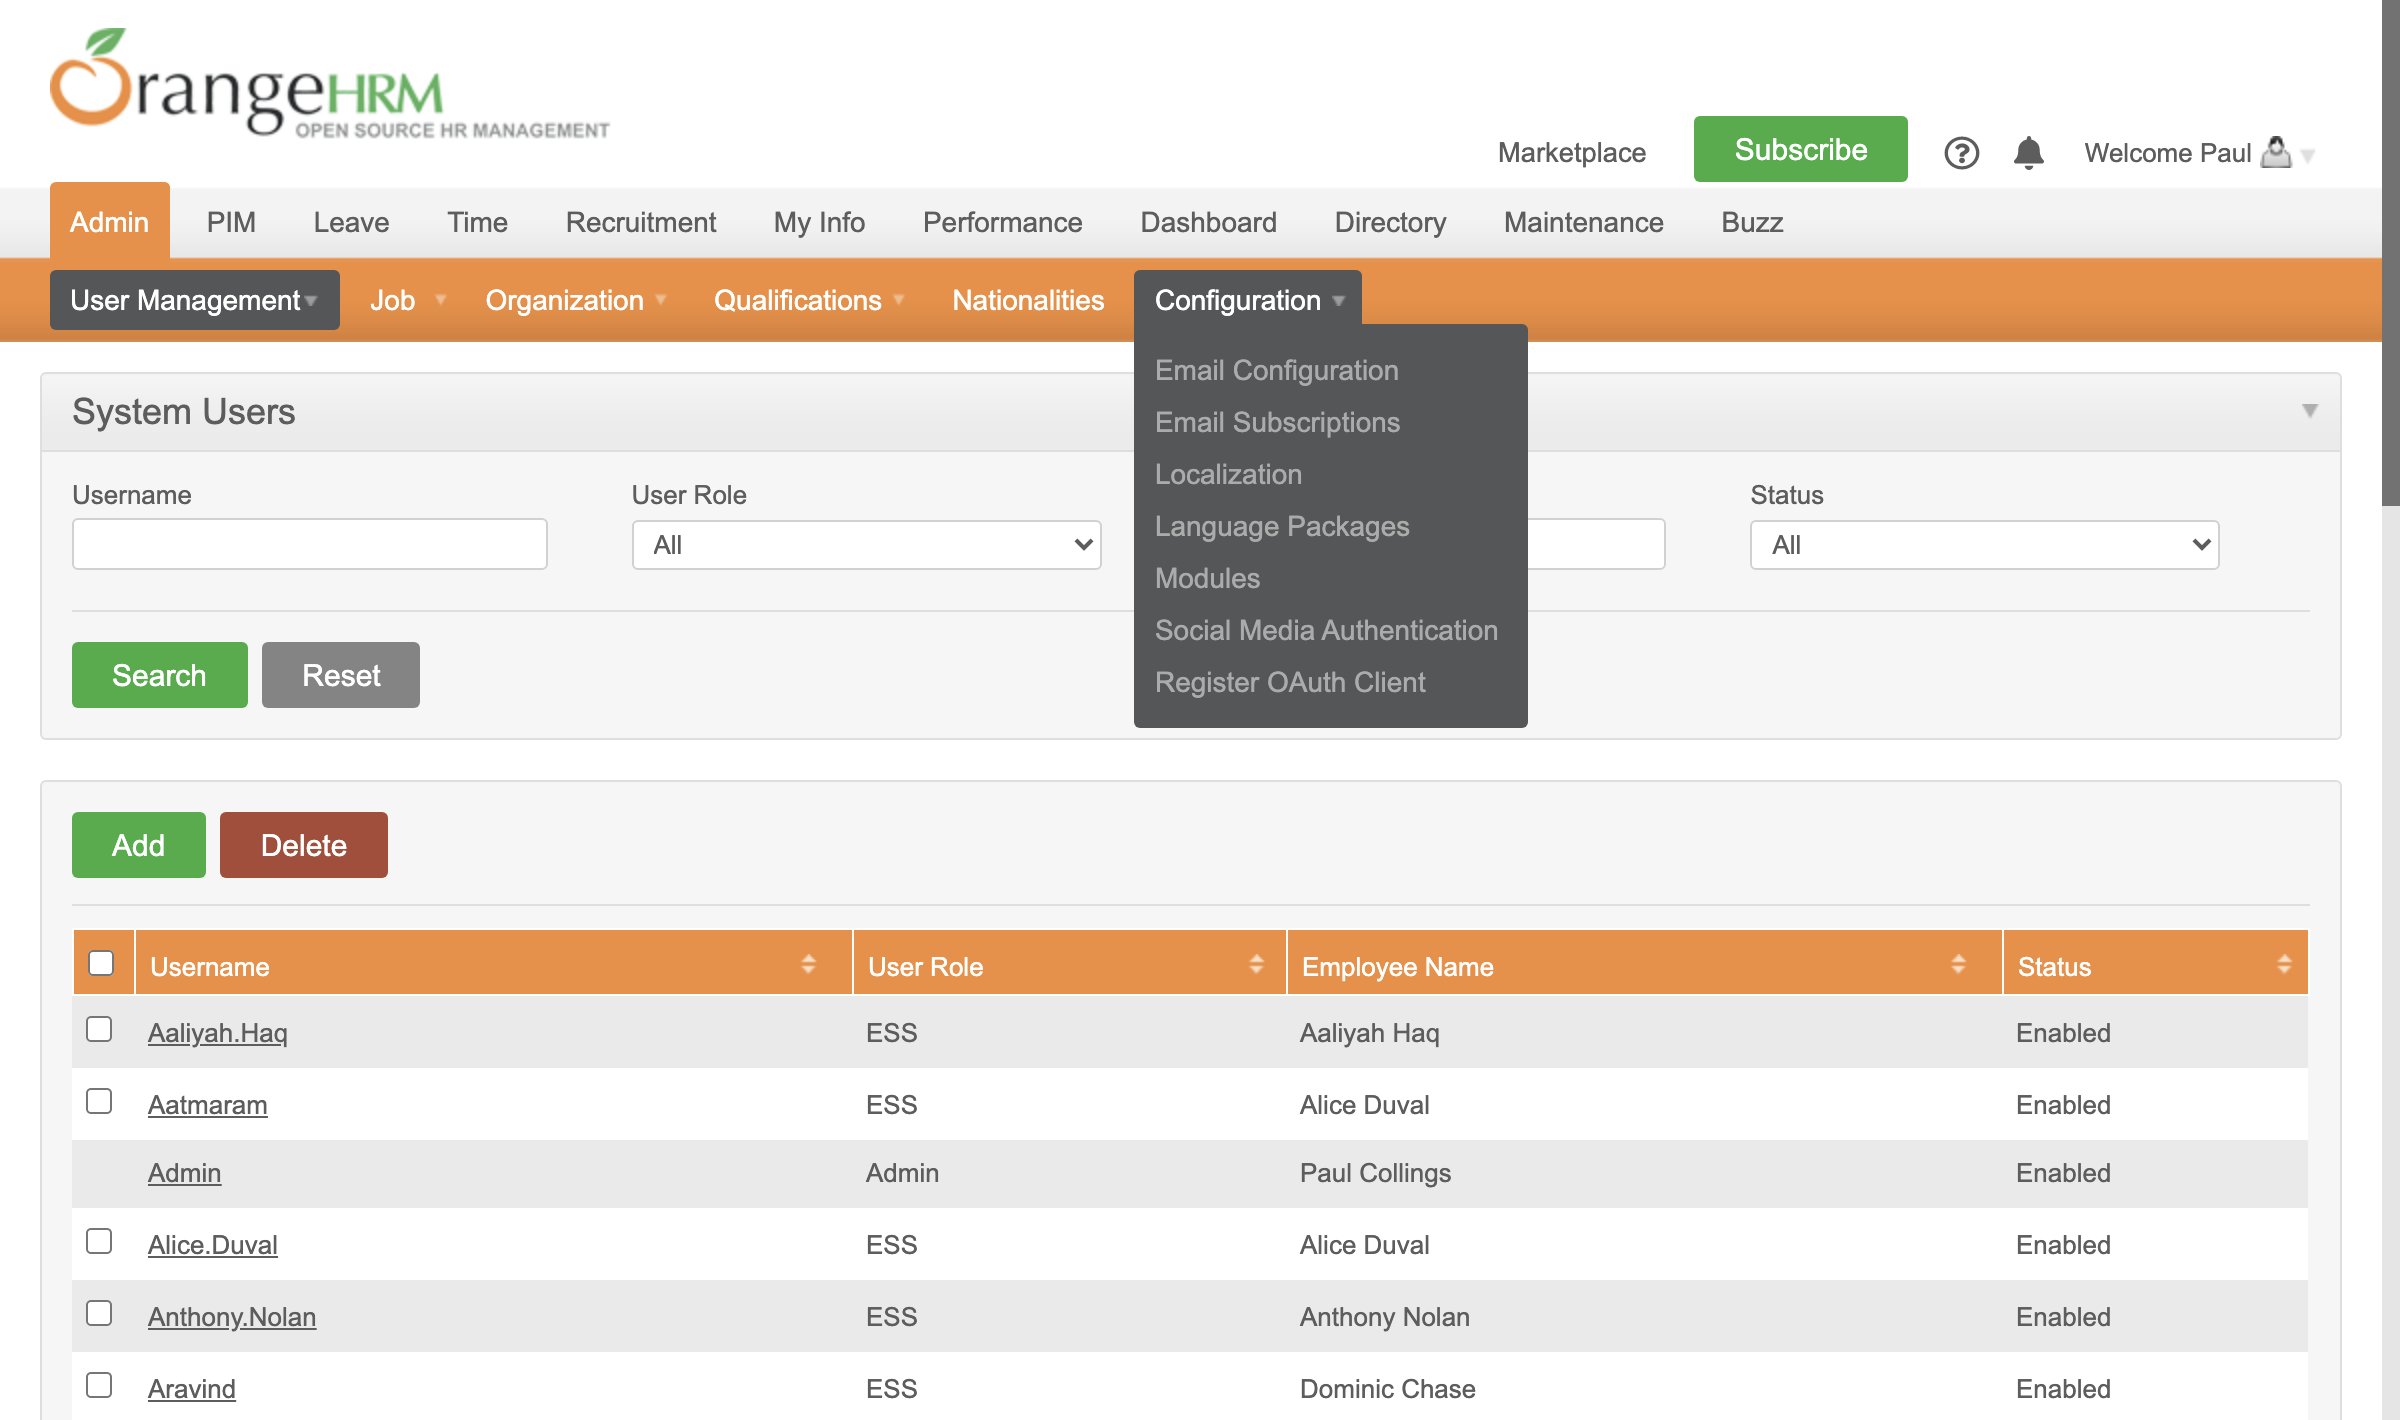 OrangeHRM
OPEN SOURCE HR MANAGEMENT
Marketplace
Subscribe
Welcome Paul
Admin PIM Leave Time Recruitment My Info Performance Dashboard Directory Maintenance Buzz
User Management Job Organization Qualifications Nationalities Configuration
Email Configuration
Email Subscriptions
Localization
Language Packages
Modules
Social Media Authentication
Register OAuth Client
System Users
Username User Role Status
All All
Search Reset
Add Delete
Username User Role Employee Name Status
Aaliyah.Haq ESS Aaliyah Haq Enabled
Aatmaram ESS Alice Duval Enabled
Admin Admin Paul Collings Enabled
Alice.Duval ESS Alice Duval Enabled
Anthony.Nolan ESS Anthony Nolan Enabled
Aravind ESS Dominic Chase Enabled